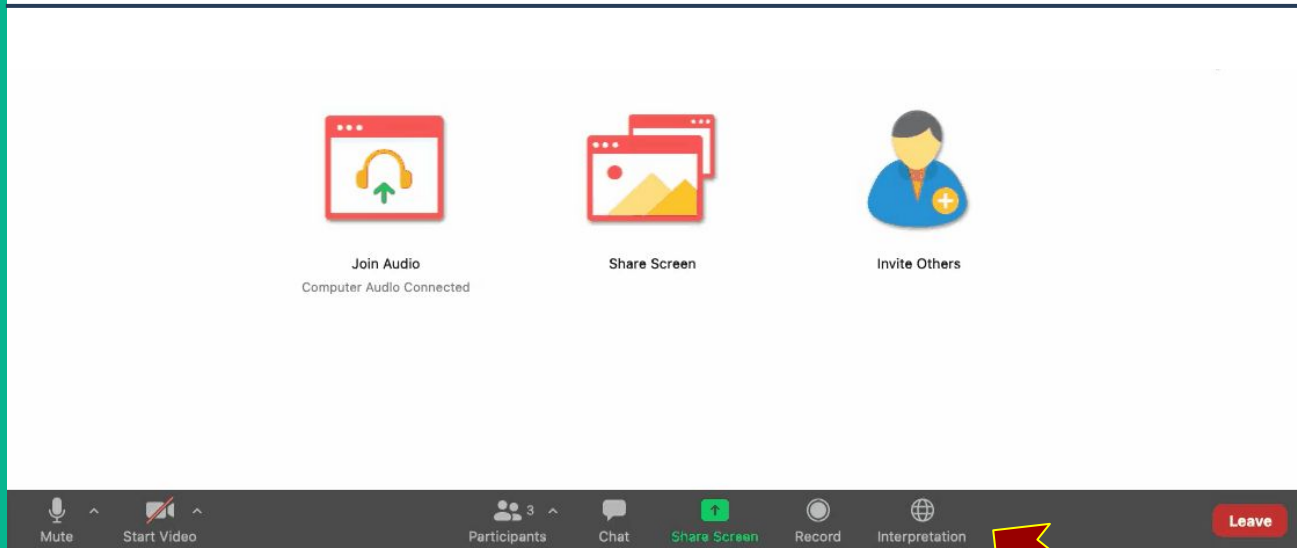 Join Audio
Computer Audio Connected
Share Screen
Invite Others
Mute
Start Video
3
Participants
Chat
Share Screen
Record
Interpretation
Leave